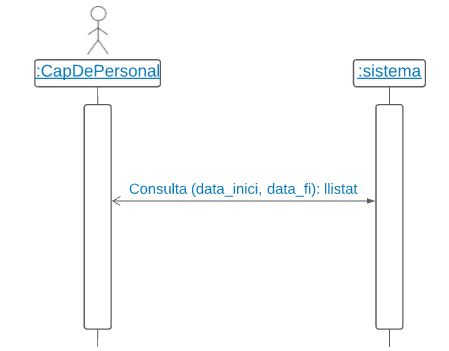 :CapDePersonal
:sistema
Consulta (data_inici, data_fi): llistat